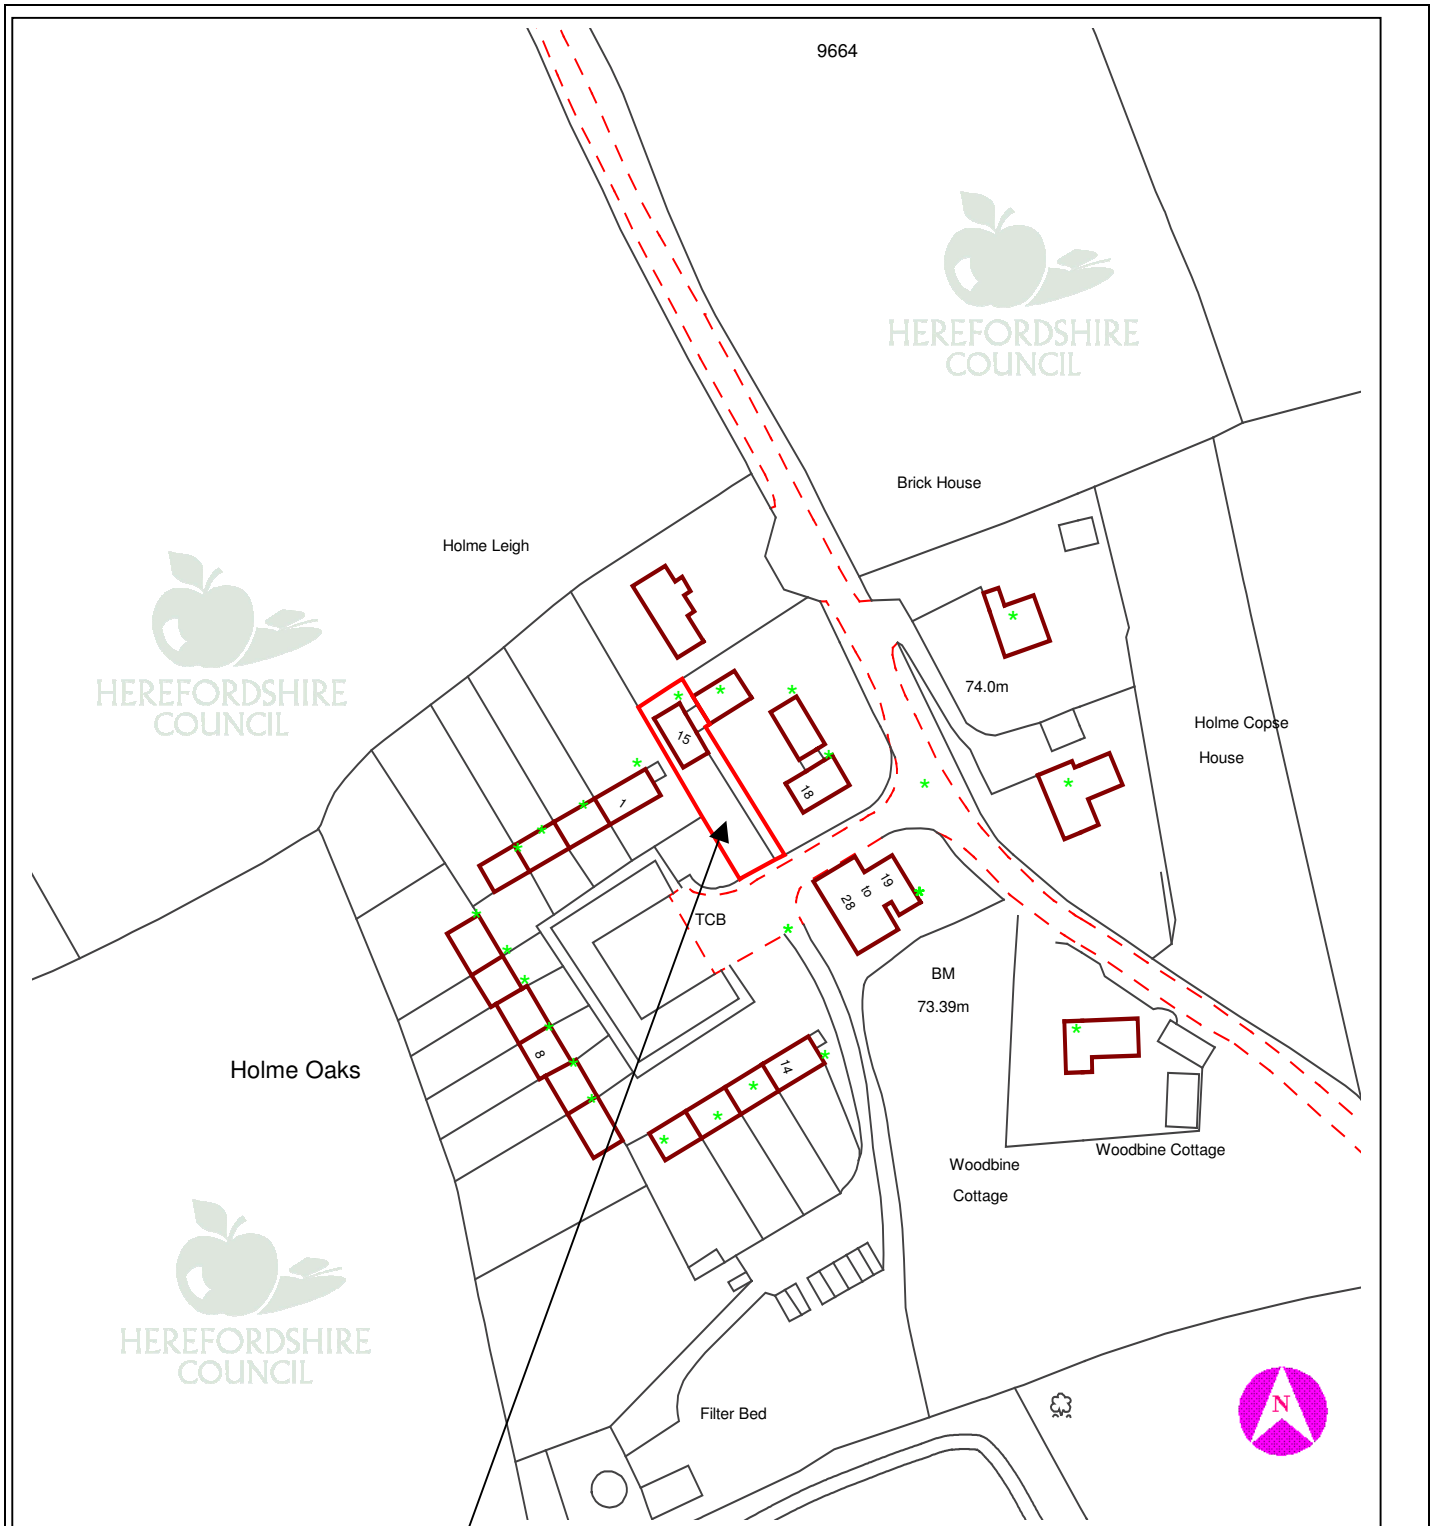 9664
HEREFORDSHIRE
COUNCIL
Brick House
Holme Leigh
HEREFORDSHIRE
COUNCIL
74.0m
Holme Copse
House
15
18
1
19
to
28
TCB
BM
73.39m
8
14
Holme Oaks
Woodbine
Cottage
Woodbine Cottage
HEREFORDSHIRE
COUNCIL
Filter Bed
N